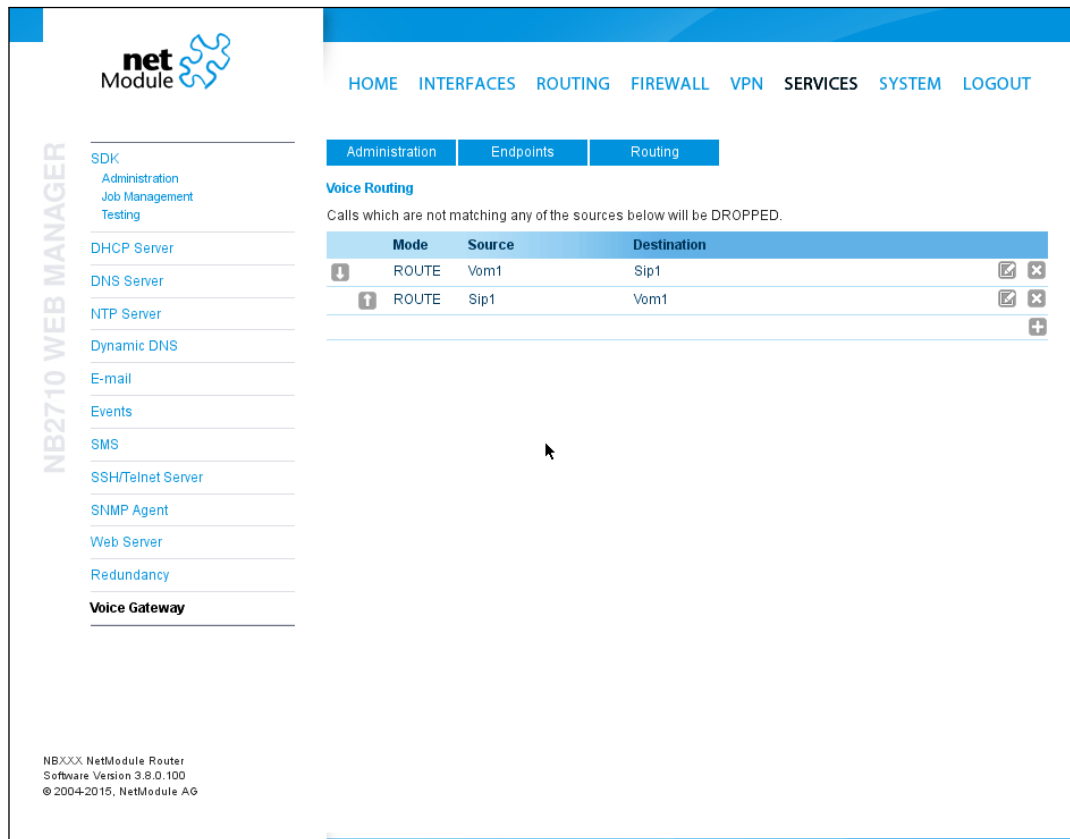 net
Module
HOME INTERFACES ROUTING FIREWALL VPN SERVICES SYSTEM LOGOUT
NB2710 WEB MANAGER
SDK
Administration
Job Management
Testing
DHCP Server
DNS Server
NTP Server
Dynamic DNS
E-mail
Events
SMS
SSH/Telnet Server
SNMP Agent
Web Server
Redundancy
Voice Gateway
Administration Endpoints Routing
Voice Routing
Calls which are not matching any of the sources below will be DROPPED.
Mode Source Destination
ROUTE Vom1 Sip1
ROUTE Sip1 Vom1
NBXXX NetModule Router
Software Version 3.8.0.100
© 2004-2015, NetModule AG